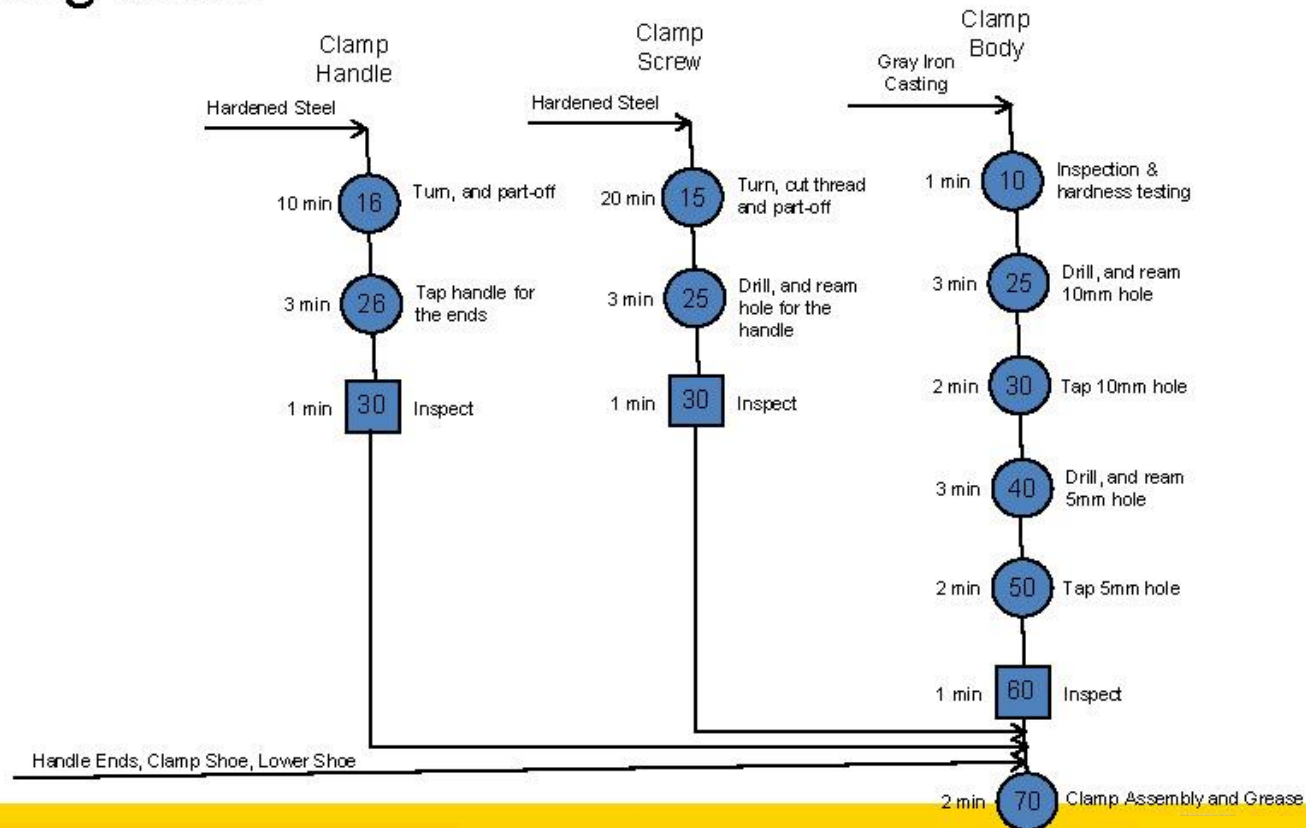 Clamp
Handle
Hardened Steel
10 min 16 Turn, and part-off
3 min 26 Tap handle for
the ends
1 min 30 Inspect
Clamp
Screw
Hardened Steel
20 min 15 Turn, cut thread
and part-off
3 min 25 Drill, and ream
hole for the
handle
1 min 30 Inspect
Clamp
Body
Gray Iron
Casting
1 min 10 Inspection &
hardness testing
3 min 25 Drill, and ream
10mm hole
2 min 30 Tap 10mm hole
3 min 40 Drill, and ream
5mm hole
2 min 50 Tap 5mm hole
1 min 60 Inspect
Handle Ends, Clamp Shoe, Lower Shoe
2 min 70 Clamp Assembly and Grease